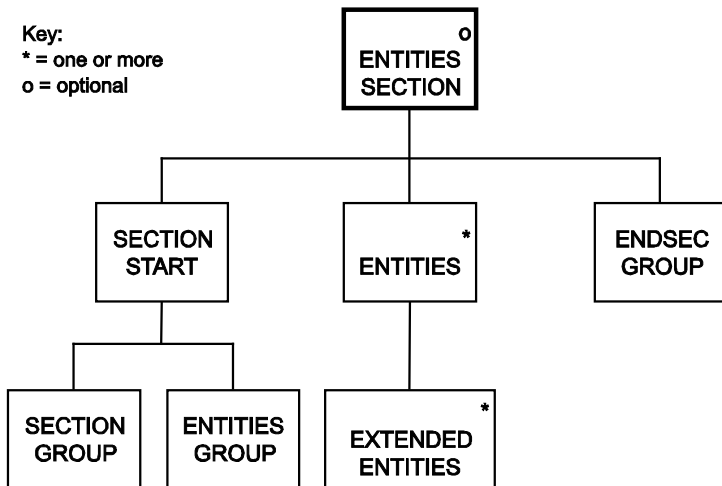 Key:
* = one or more
o = optional
o
ENTITIES
SECTION
SECTION
START
*
ENTITIES
ENDSEC
GROUP
SECTION
GROUP
ENTITIES
GROUP
*
EXTENDED
ENTITIES